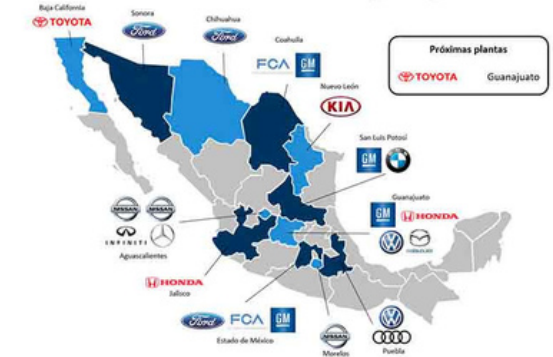 Baja California
TOYOTA
Sonora
Ford
Chihuahua
Ford
Coahuila
FCA GM
Nuevo León
KIA
Próximas plantas
TOYOTA Guanajuato
San Luis Potosí
GM BMW
Guanajuato
GM HONDA
NISSAN NISSAN
INFINITI
Aguascalientes
HONDA
Jalisco
Ford FCA GM
Estado de México
NISSAN
Morelos
Puebla